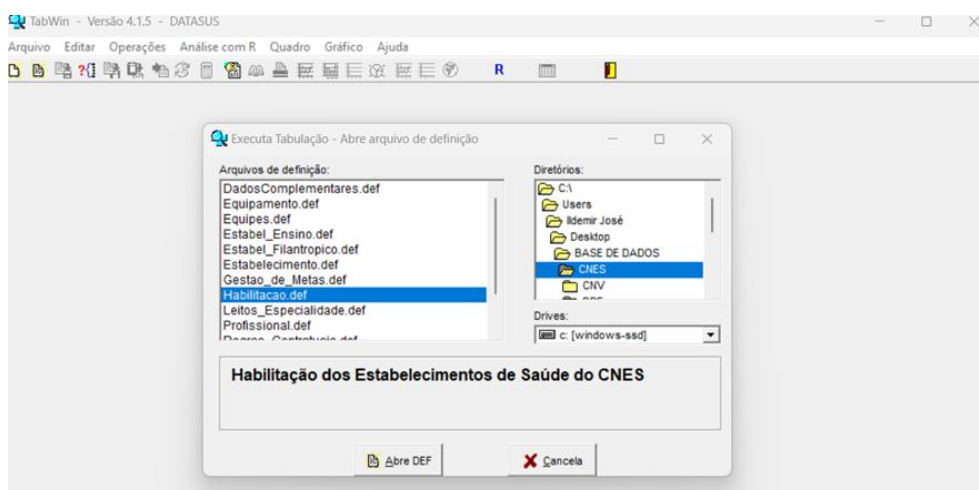 TabWin - Versão 4.1.5 - DATASUS
Arquivo Editar Operações Análise com R Quadro Gráfico Ajuda
?{} R
Executa Tabulação - Abre arquivo de definição
Arquivos de definição:
DadosComplementares.def
Equipamento.def
Equipes.def
Estabel_Ensino.def
Estabel_Filantropico.def
Estabelecimento.def
Gestao_de_Metas.def
Habilitacao.def
Leitos_Especialidade.def
Profissional.def
Diretórios:
C:\
Users
Ildemir José
Desktop
BASE DE DADOS
CNES
CNV
Drives:
c: [windows-ssd]
Habilitação dos Estabelecimentos de Saúde do CNES
Abre DEF
Cancela